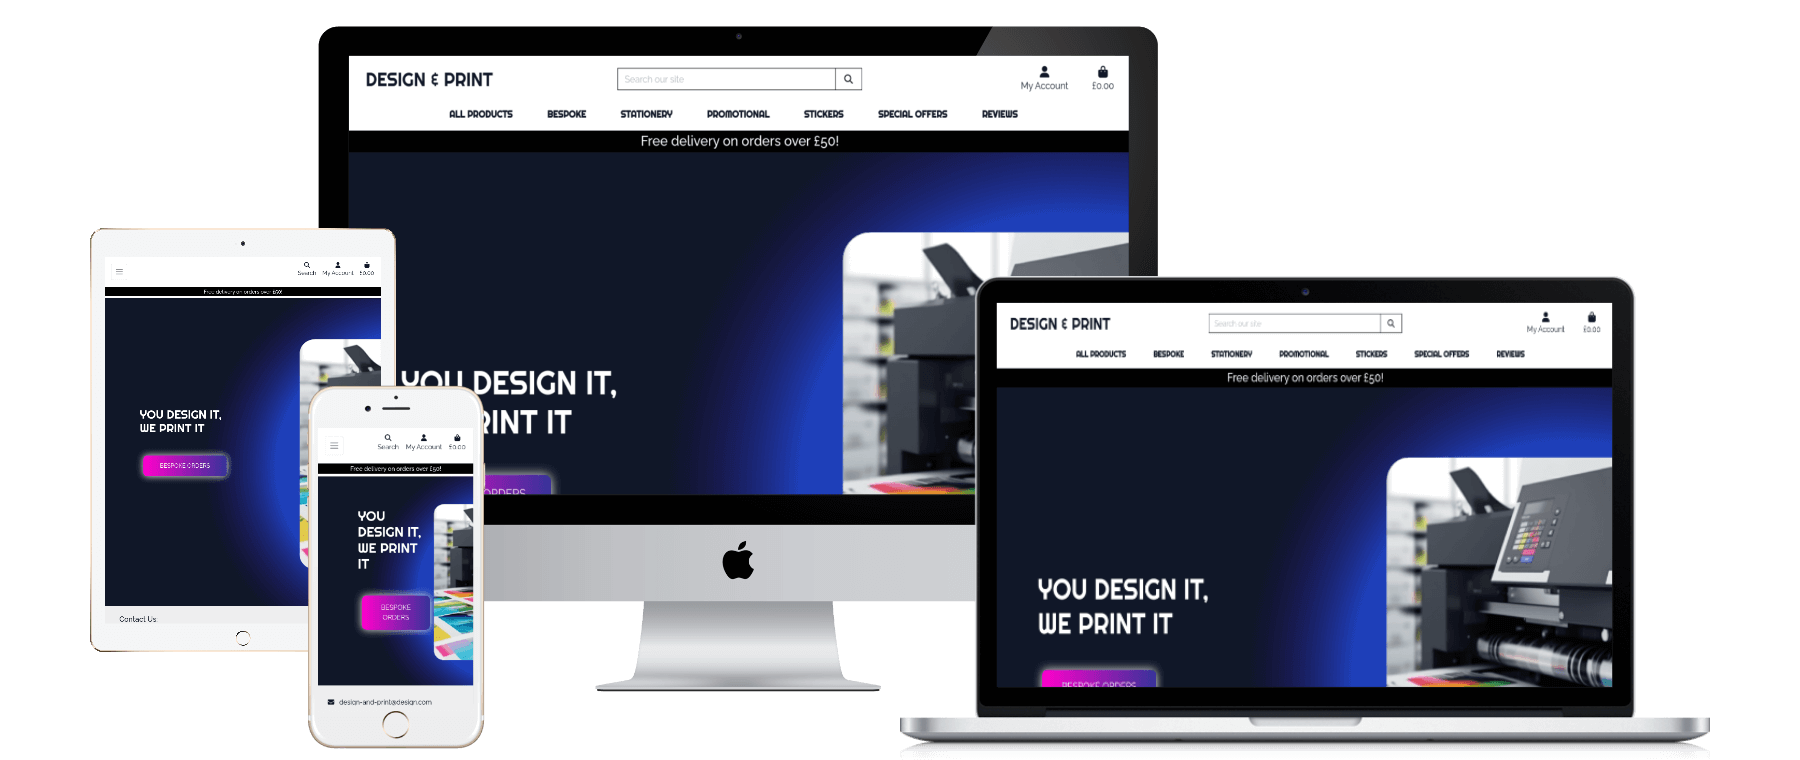 DESIGN & PRINT
Search our site
My Account
£0.00
ALL PRODUCTS BESPOKE STATIONERY PROMOTIONAL STICKERS SPECIAL OFFERS REVIEWS
Free delivery on orders over £50!
YOU DESIGN IT,
PRINT IT
ORDERS
Search My Account £0.00
Free delivery on orders over £50!
YOU DESIGN IT,
WE PRINT IT
BESPOKE ORDERS
Contact Us
Search My Account £0.00
Free delivery on orders over £50!
YOU
DESIGN IT,
WE PRINT
IT
BESPOKE
ORDERS
design-and-print@design.com
DESIGN & PRINT
Search our site
My Account
£0.00
ALL PRODUCTS BESPOKE STATIONERY PROMOTIONAL STICKERS SPECIAL OFFERS REVIEWS
Free delivery on orders over £50!
YOU DESIGN IT,
WE PRINT IT
BESPOKE ORDERS